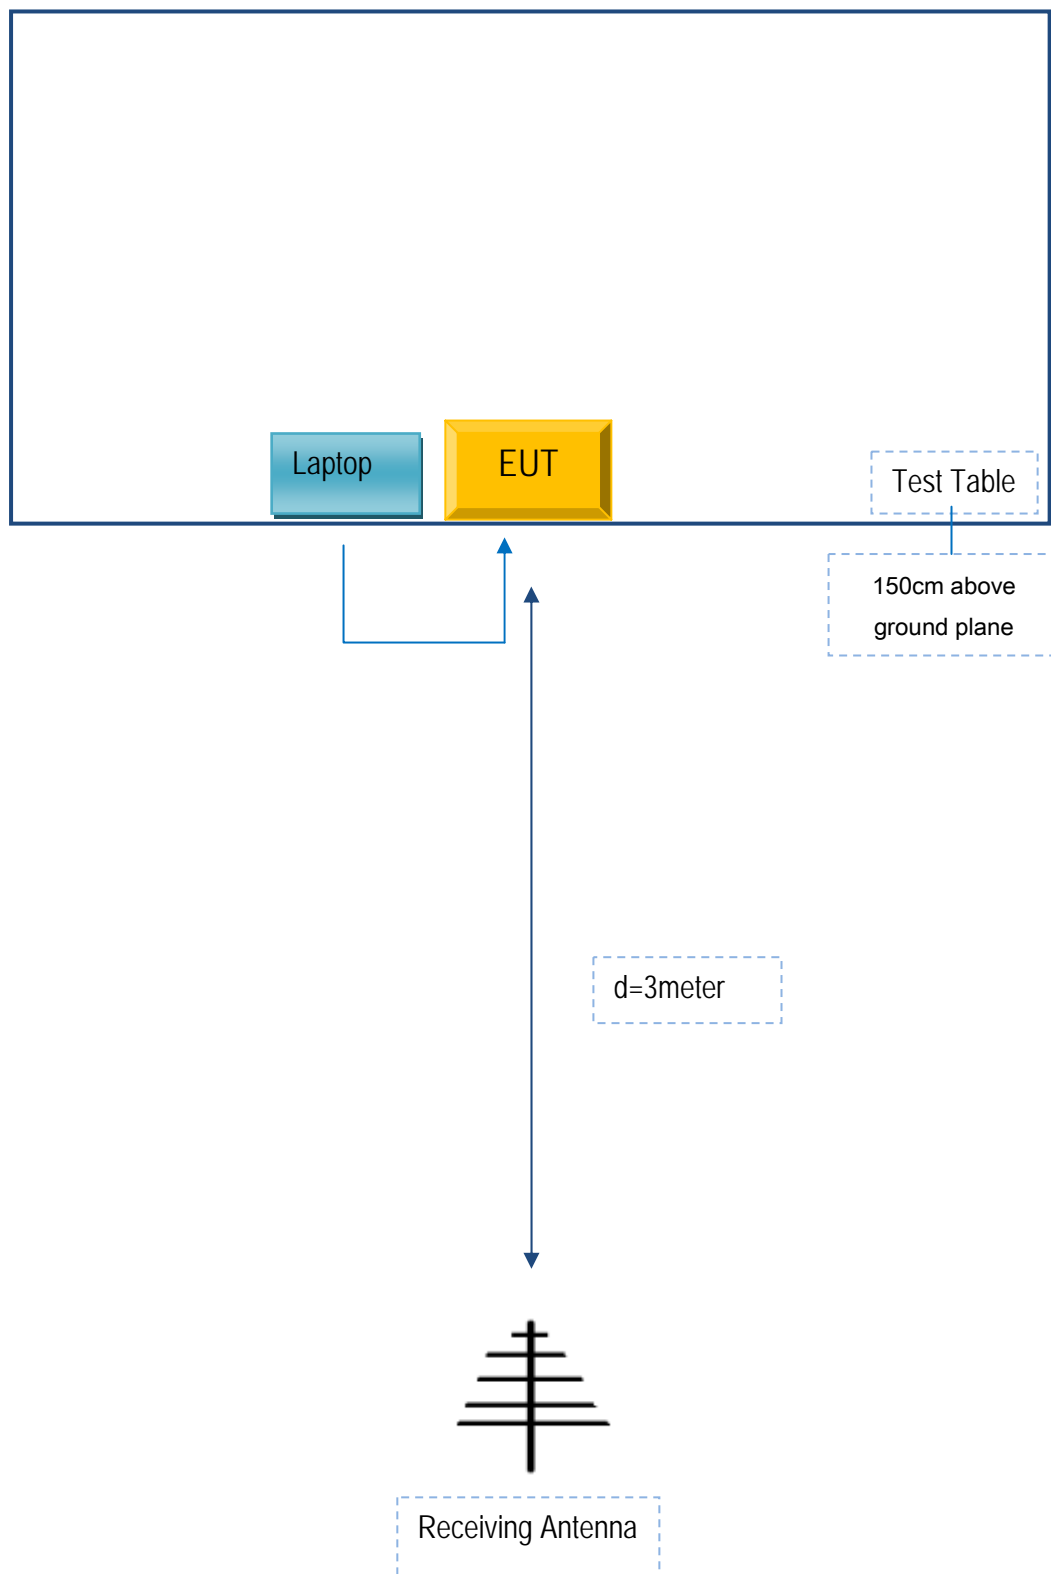 Laptop
EUT
Test Table
150cm above
ground plane
d=3meter
Receiving Antenna